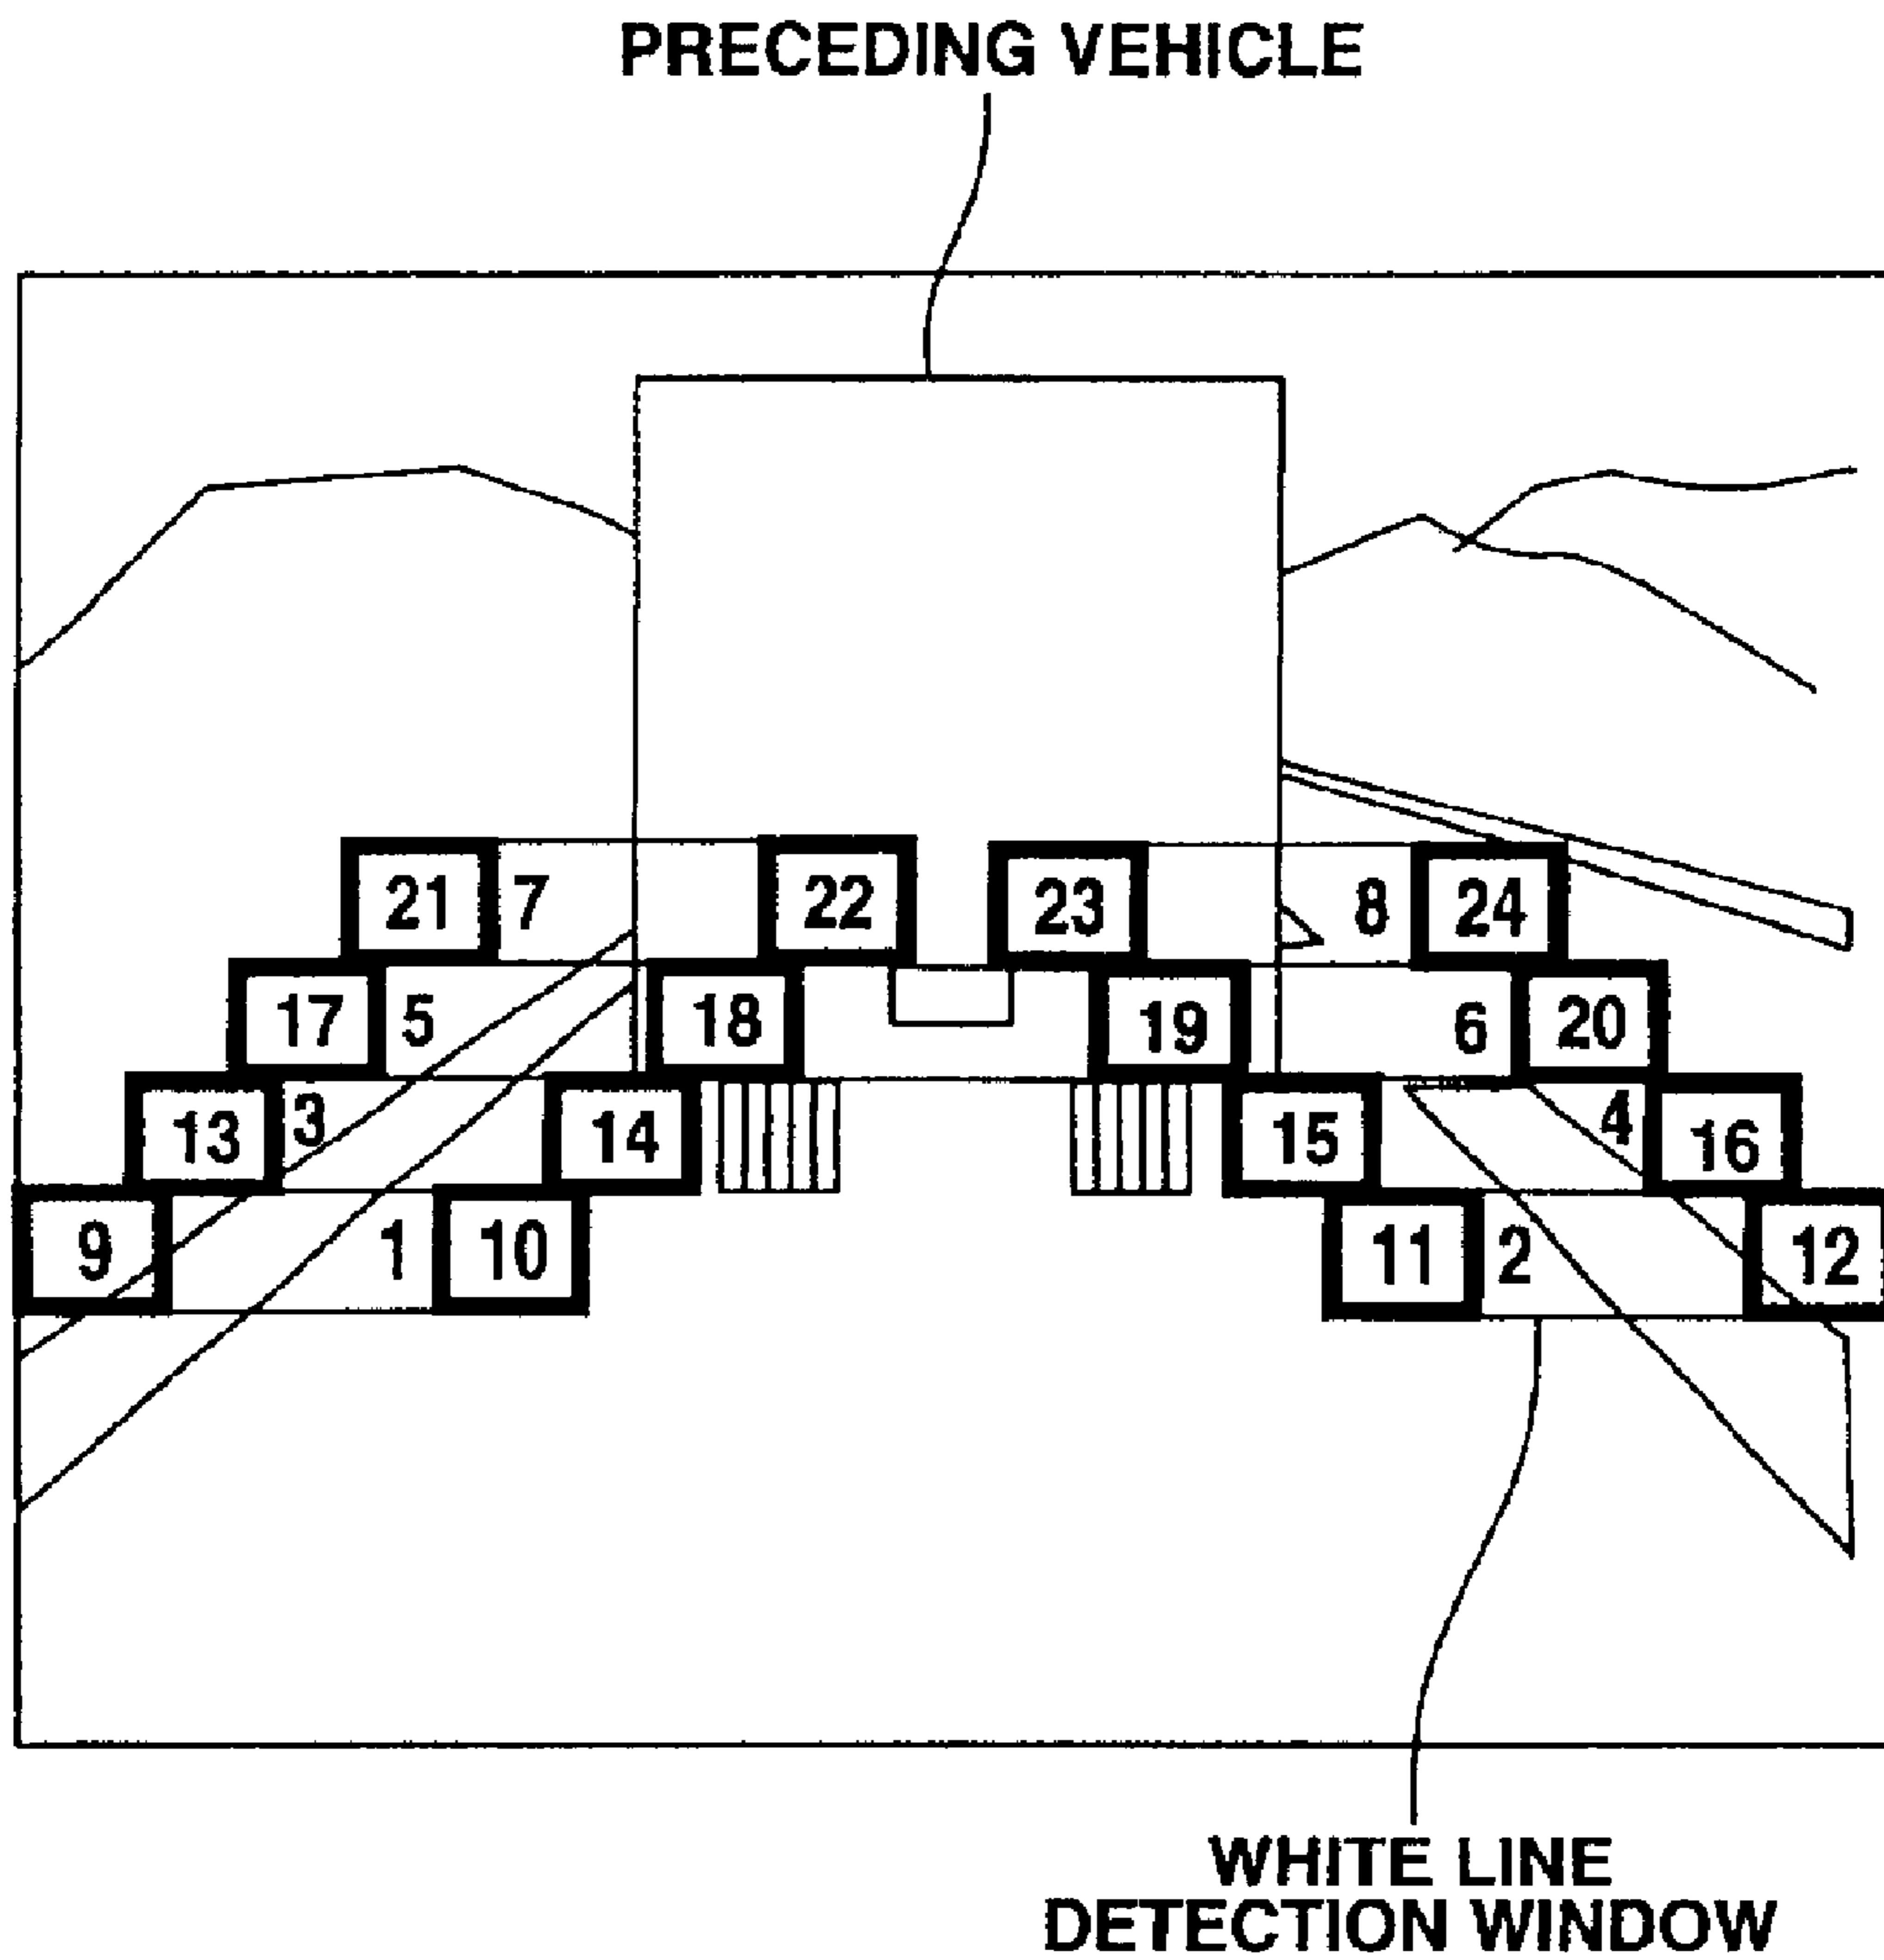 PRECEDING VEHICLE
21 7 22 23 8 24
17 5 18 19 6 20
13 3 14 15 4 16
9 1 10 11 2 12
WHITE LINE
DETECTION WINDOW